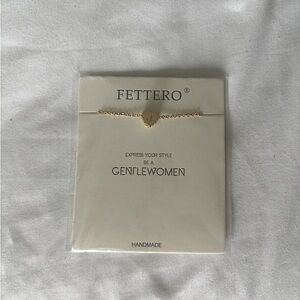 FETTERO®
EXPRESS YOUR STYLE
BE A
GENTLEWOMEN
HANDMADE